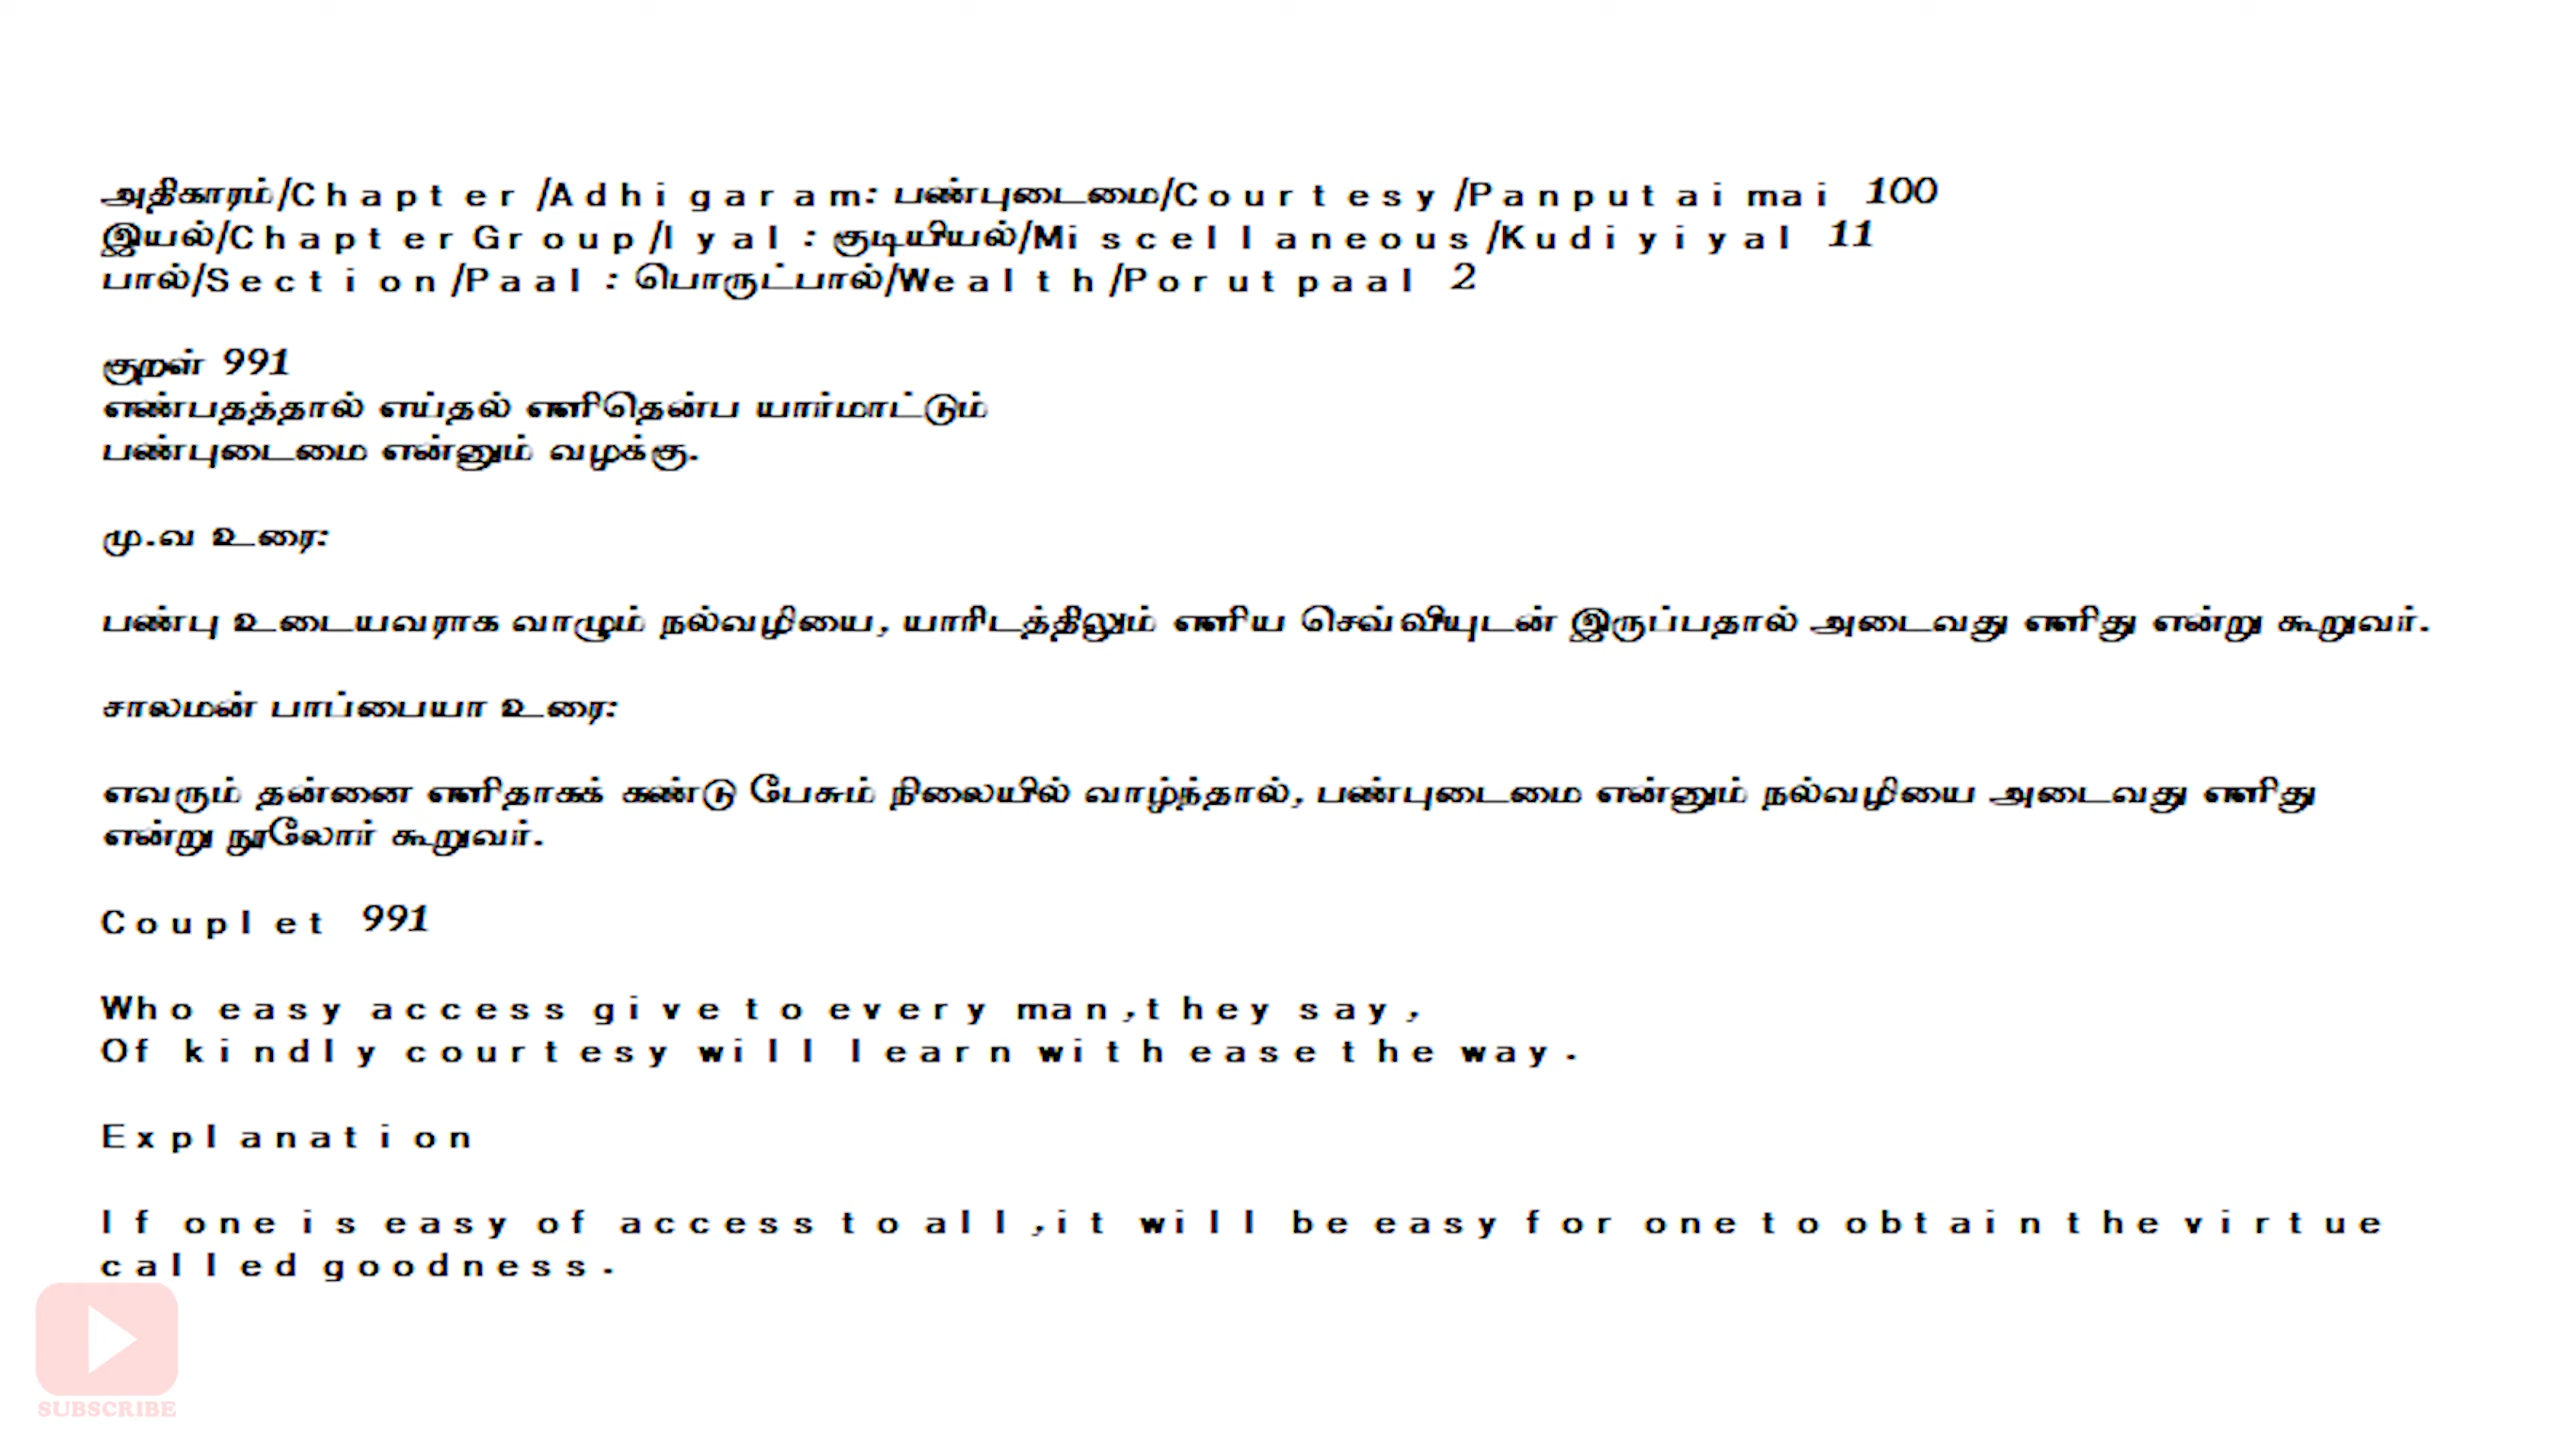 அதிகாரம்/Chapter/Adhigaram: பண்புடைமை/Courtesy/Panputaimai 100
இயல்/ChapterGroup/Iyal : குடியியல்/Miscellaneous/Kudiyiyal 11
பால்/Section/Paal : பொருட்பால்/Wealth/Porutpaal 2
குறள் 991
எண்பதத்தால் எய்தல் எளிதென்ப யார்மாட்டும்
பண்புடைமை என்னும் வழக்கு.
மு.வ உரை:
பண்பு உடையவராக வாழும் நல்வழியை, யாரிடத்திலும் எளிய செவ்வியுடன் இருப்பதால் அடைவது எளிது என்று கூறுவர்.
சாலமன் பாப்பையா உரை:
எவரும் தன்னை எளிதாகக் கண்டு பேசும் நிலையில் வாழ்ந்தால், பண்புடைமை என்னும் நல்வழியை அடைவது எளிது
என்று நூலோர் கூறுவர்.
Couplet 991
Who easy access give to every man,they say,
Of kindly courtesy will learn with ease the way.
Explanation
If one is easy of access to all,it will be easy for one to obtain the virtue
called goodness.
SUBSCRIBE